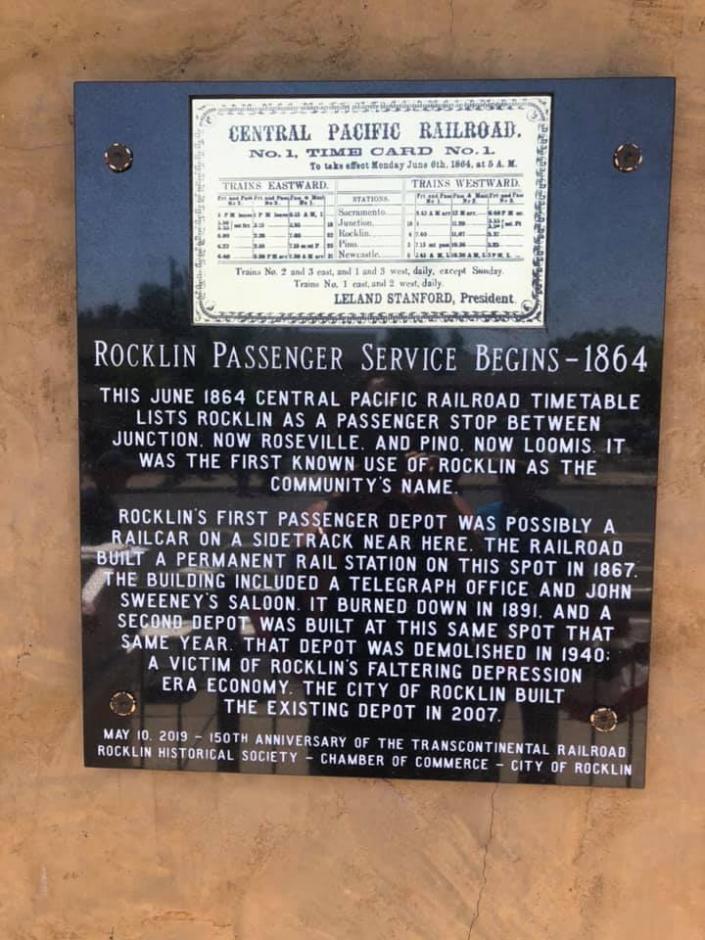 CENTRAL PACIFIC RAILROAD.
No. 1, TIME CARD No. 1.
To take effect Monday June 6th, 1864, at 5 A. M.
TRAINS EASTWARD. TRAINS WESTWARD.
STATIONS.
Sacramento.
Junction.
Rocklin.
Pino.
Newcastle.
Trains No. 2 and 3 east, and 1 and 3 west, daily, except Sunday.
Trains No. 1 east, and 2 west, daily.
LELAND STANFORD, President.
ROCKLIN PASSENGER SERVICE BEGINS – 1864
THIS JUNE 1864 CENTRAL PACIFIC RAILROAD TIMETABLE
LISTS ROCKLIN AS A PASSENGER STOP BETWEEN
JUNCTION, NOW ROSEVILLE, AND PINO, NOW LOOMIS. IT
WAS THE FIRST KNOWN USE OF ROCKLIN AS THE
COMMUNITY'S NAME.
ROCKLIN'S FIRST PASSENGER DEPOT WAS POSSIBLY A
RAILCAR ON A SIDETRACK NEAR HERE. THE RAILROAD
BUILT A PERMANENT RAIL STATION ON THIS SPOT IN 1867.
THE BUILDING INCLUDED A TELEGRAPH OFFICE AND JOHN
SWEENEY'S SALOON. IT BURNED DOWN IN 1891, AND A
SECOND DEPOT WAS BUILT AT THIS SAME SPOT THAT
SAME YEAR. THAT DEPOT WAS DEMOLISHED IN 1940;
A VICTIM OF ROCKLIN'S FALTERING DEPRESSION
ERA ECONOMY. THE CITY OF ROCKLIN BUILT
THE EXISTING DEPOT IN 2007.
MAY 10, 2019 – 150TH ANNIVERSARY OF THE TRANSCONTINENTAL RAILROAD
ROCKLIN HISTORICAL SOCIETY – CHAMBER OF COMMERCE – CITY OF ROCKLIN